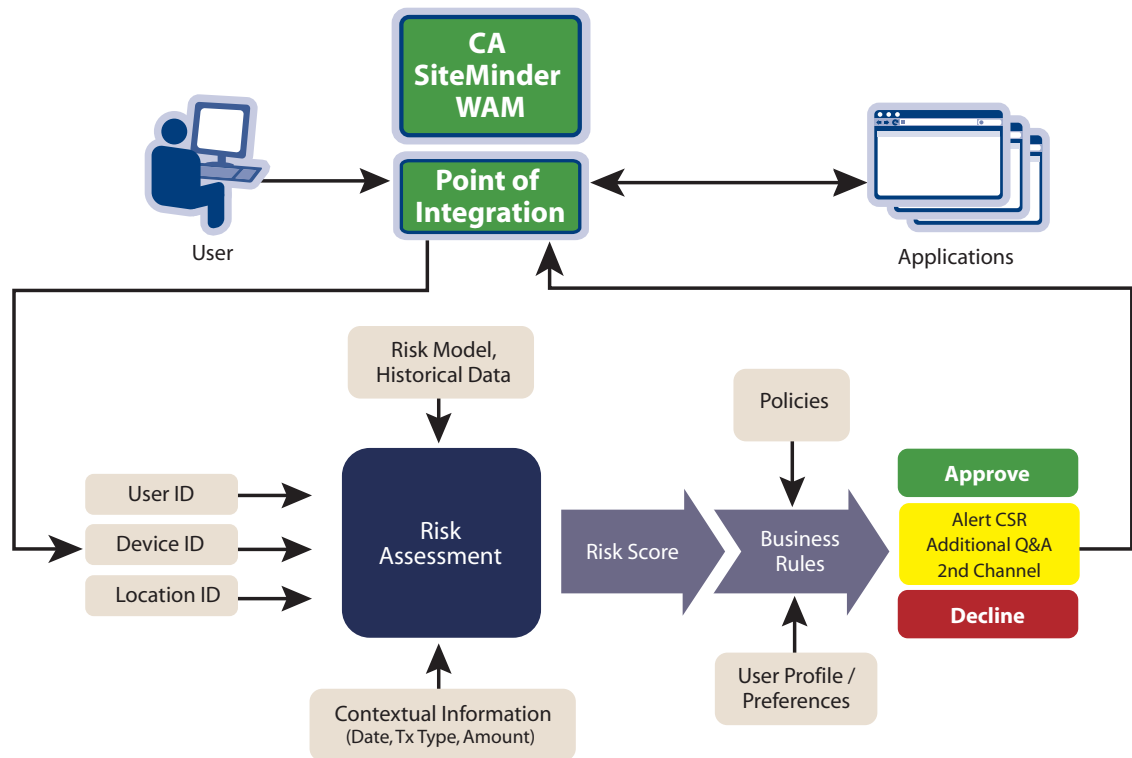 CA
SiteMinder
WAM
Point of
Integration
User
Applications
Risk Model,
Historical Data
Policies
User ID
Device ID
Location ID
Risk
Assessment
Risk Score
Business
Rules
Approve
Alert CSR
Additional Q&A
2nd Channel
Decline
User Profile /
Preferences
Contextual Information
(Date, Tx Type, Amount)